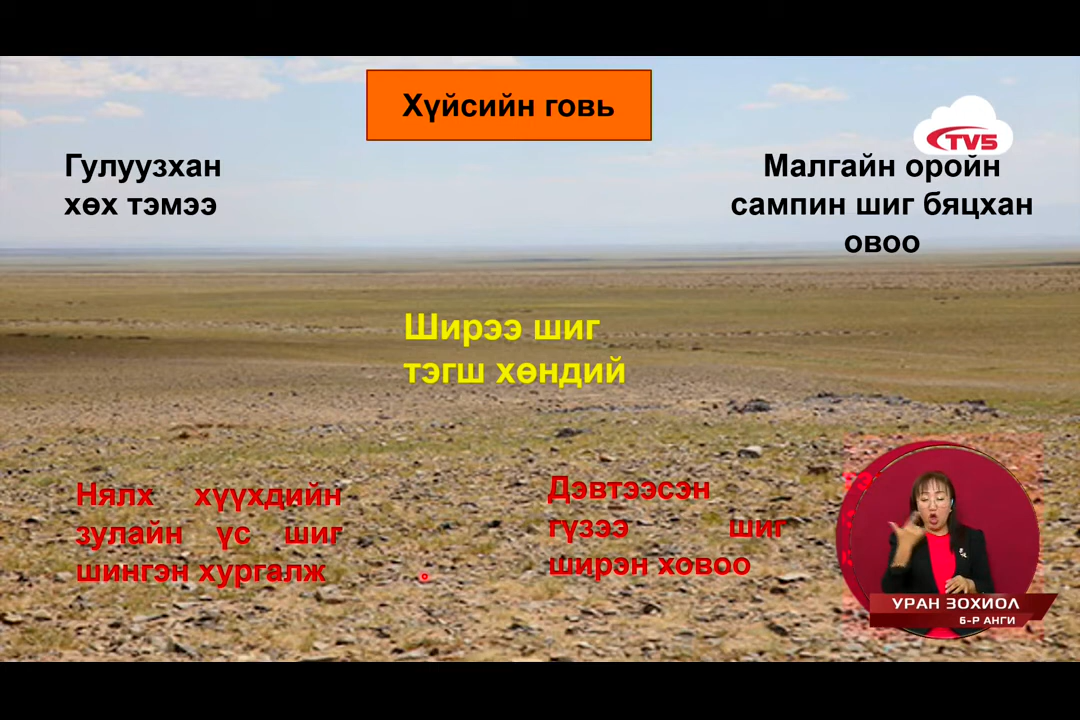 Хүйсийн говь
TV5
Гулуузхан
хөх тэмээ
Малгайн оройн
сампин шиг бяцхан
овоо
Ширээ шиг
тэгш хөндий
Нялх хүүхдийн
зулайн үс шиг
шингэн хургалж
Дэвтээсэн
гүзээ шиг
ширэн ховоо
УРАН ЗОХИОЛ
6-Р АНГИ